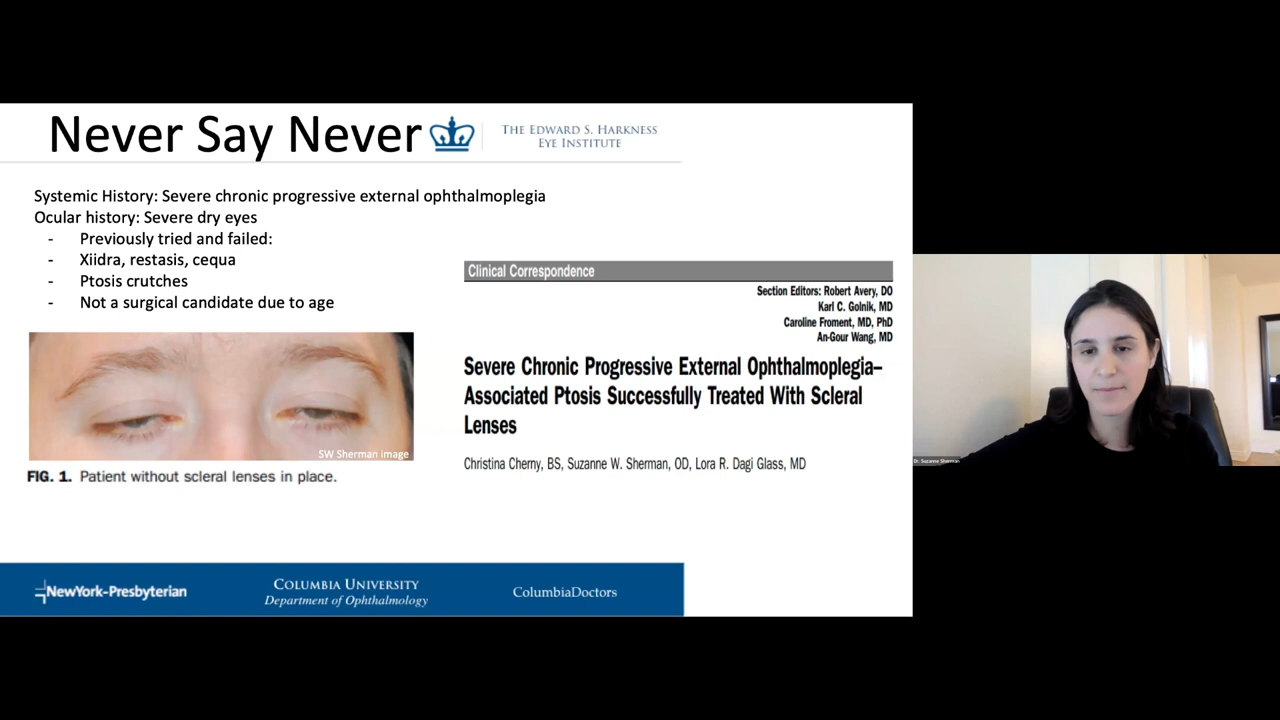 Never Say Never
THE EDWARD S. HARKNESS
EYE INSTITUTE
Systemic History: Severe chronic progressive external ophthalmoplegia
Ocular history: Severe dry eyes
- Previously tried and failed:
- Xiidra, restasis, cequa
- Ptosis crutches
- Not a surgical candidate due to age
SW Sherman image
FIG. 1. Patient without scleral lenses in place.
Clinical Correspondence
Section Editors: Robert Avery, DO
Karl C. Golnik, MD
Caroline Froment, MD, PhD
An-Gour Wang, MD
Severe Chronic Progressive External Ophthalmoplegia–
Associated Ptosis Successfully Treated With Scleral
Lenses
Christina Cherny, BS, Suzanne W. Sherman, OD, Lora R. Dagi Glass, MD
NewYork-Presbyterian
COLUMBIA UNIVERSITY
Department of Ophthalmology
ColumbiaDoctors
Dr. Suzanne Sherman